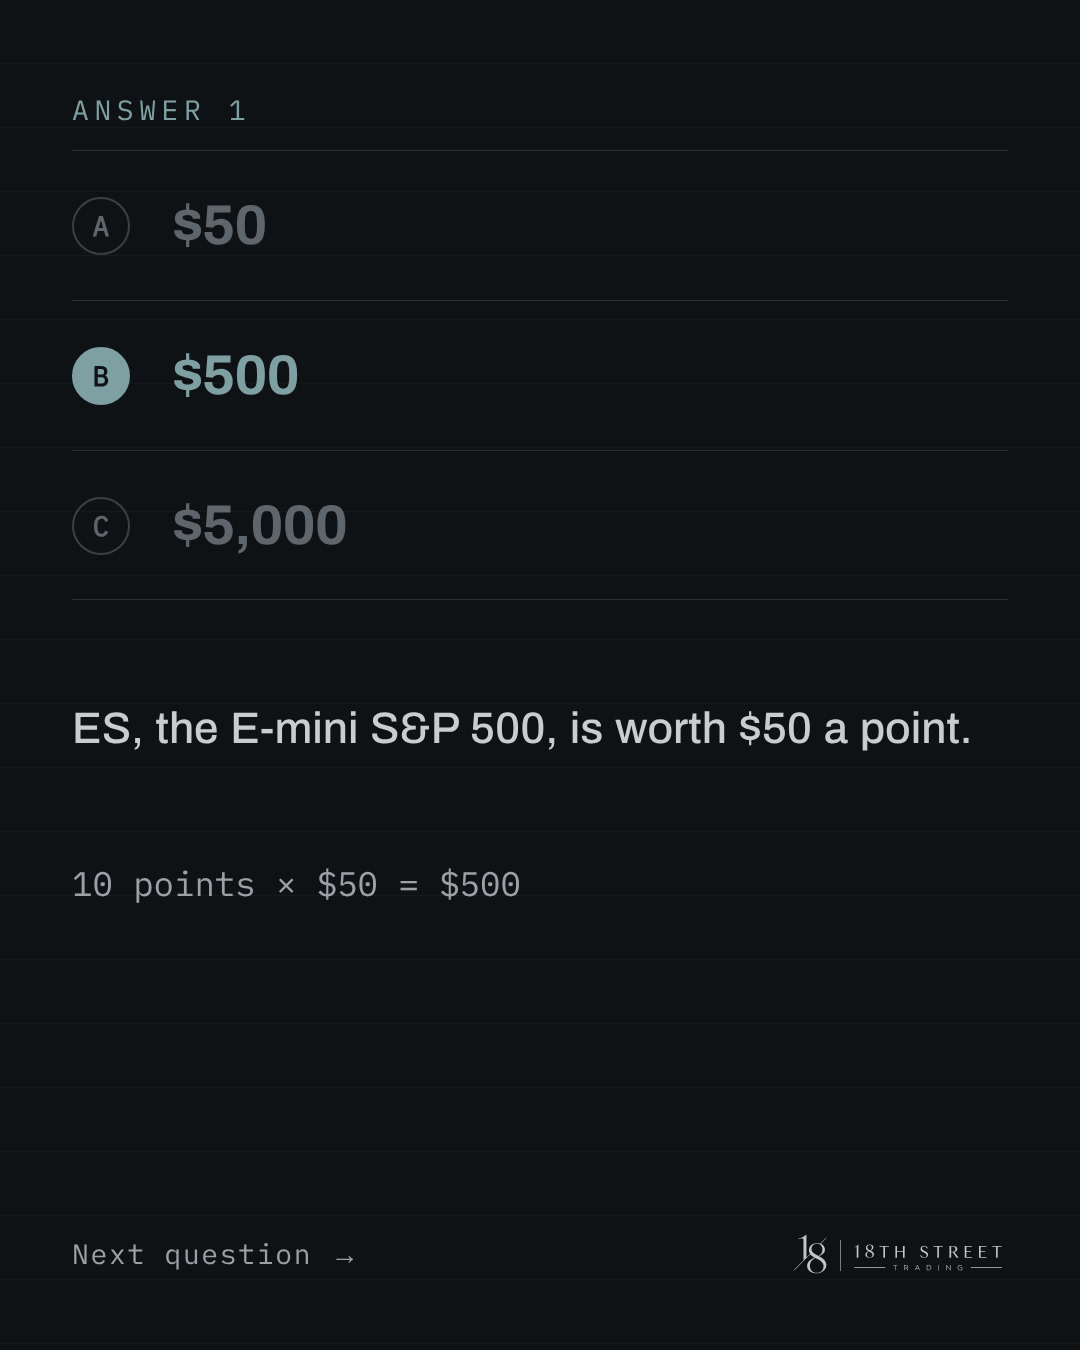 ANSWER 1
A $50
B $500
C $5,000
ES, the E-mini S&P 500, is worth $50 a point.
10 points × $50 = $500
Next question →
18 18TH STREET
TRADING